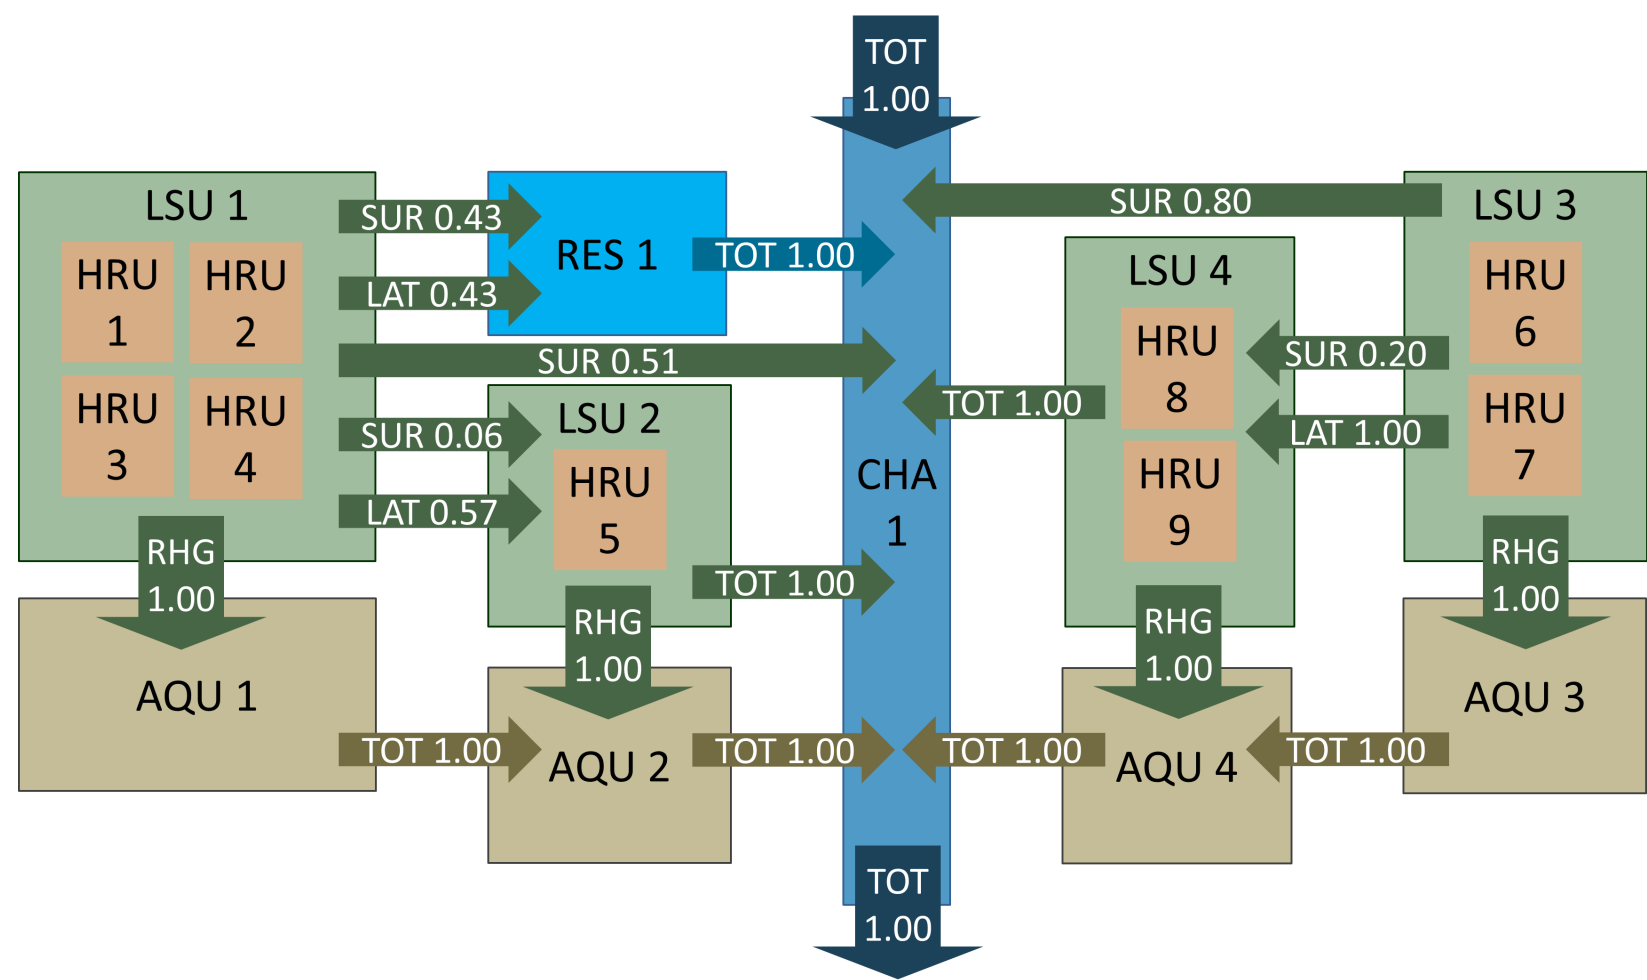 TOT
1.00
LSU 1
HRU
1
HRU
2
HRU
3
HRU
4
SUR 0.43
LAT 0.43
RES 1
TOT 1.00
SUR 0.51
SUR 0.06
LAT 0.57
LSU 2
HRU
5
TOT 1.00
RHG
1.00
RHG
1.00
AQU 1
TOT 1.00
AQU 2
TOT 1.00
CHA
1
SUR 0.80
LSU 3
HRU
6
HRU
7
LSU 4
HRU
8
HRU
9
SUR 0.20
LAT 1.00
TOT 1.00
RHG
1.00
RHG
1.00
AQU 3
TOT 1.00
AQU 4
TOT 1.00
TOT
1.00